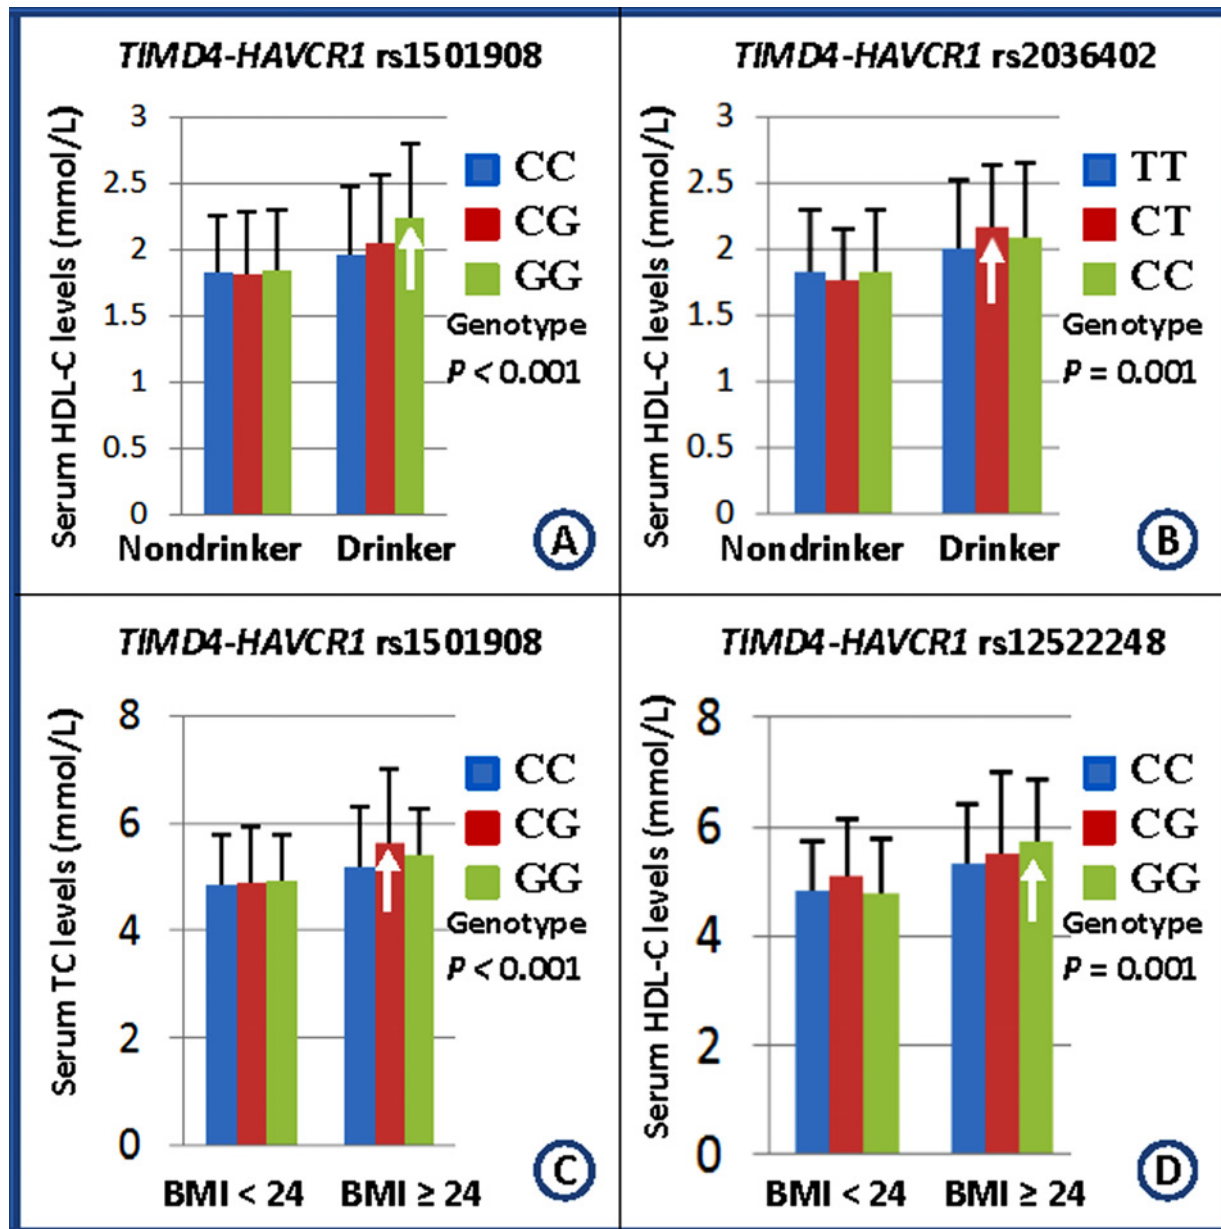 TIMD4-HAVCR1 rs1501908
Serum HDL-C levels (mmol/L)
3
2.5
2
1.5
1
0.5
0
CC
CG
GG
Genotype
P < 0.001
Nondrinker Drinker
A
TIMD4-HAVCR1 rs2036402
Serum HDL-C levels (mmol/L)
3
2.5
2
1.5
1
0.5
0
TT
CT
CC
Genotype
P = 0.001
Nondrinker Drinker
B
TIMD4-HAVCR1 rs1501908
Serum TC levels (mmol/L)
8
6
4
2
0
CC
CG
GG
Genotype
P < 0.001
BMI < 24 BMI ≥ 24
C
TIMD4-HAVCR1 rs12522248
Serum HDL-C levels (mmol/L)
8
6
4
2
0
CC
CG
GG
Genotype
P = 0.001
BMI < 24 BMI ≥ 24
D